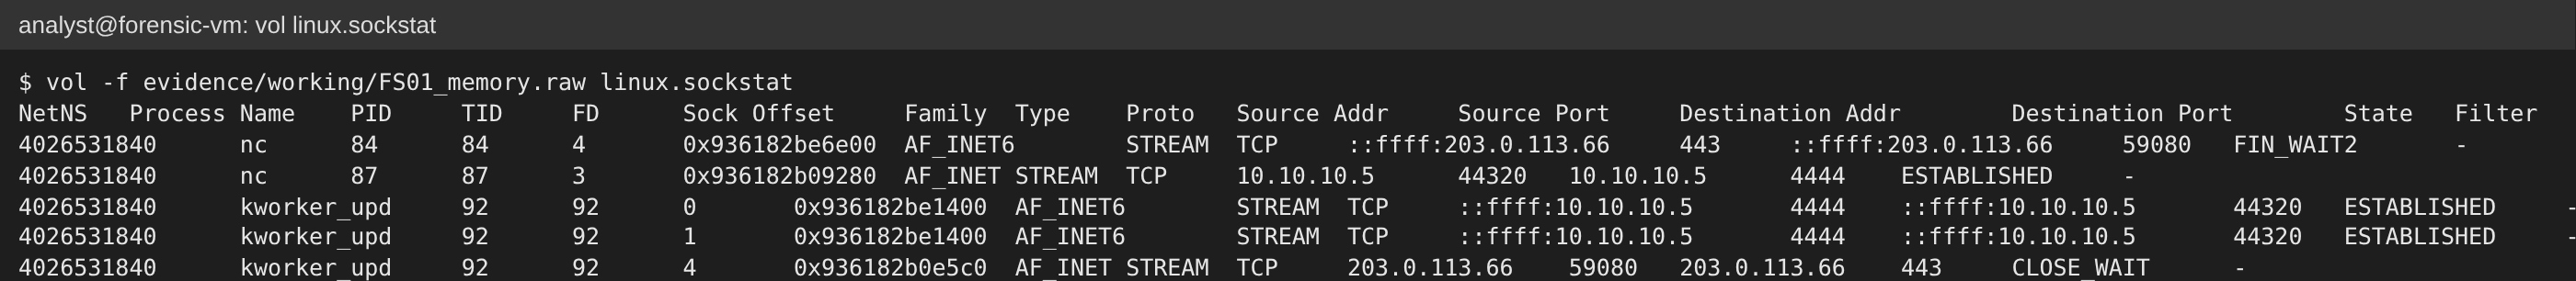 analyst@forensic-vm: vol linux.sockstat
$ vol -f evidence/working/FS01_memory.raw linux.sockstat
NetNS Process Name PID TID FD Sock Offset Family Type Proto Source Addr Source Port Destination Addr Destination Port State Filter
4026531840 nc 84 84 4 0x936182be6e00 AF_INET6 STREAM TCP ::ffff:203.0.113.66 443 ::ffff:203.0.113.66 59080 FIN_WAIT2 -
4026531840 nc 87 87 3 0x936182b09280 AF_INET STREAM TCP 10.10.10.5 44320 10.10.10.5 4444 ESTABLISHED -
4026531840 kworker_upd 92 92 0 0x936182be1400 AF_INET6 STREAM TCP ::ffff:10.10.10.5 4444 ::ffff:10.10.10.5 44320 ESTABLISHED -
4026531840 kworker_upd 92 92 1 0x936182be1400 AF_INET6 STREAM TCP ::ffff:10.10.10.5 4444 ::ffff:10.10.10.5 44320 ESTABLISHED -
4026531840 kworker_upd 92 92 4 0x936182b0e5c0 AF_INET STREAM TCP 203.0.113.66 59080 203.0.113.66 443 CLOSE_WAIT -